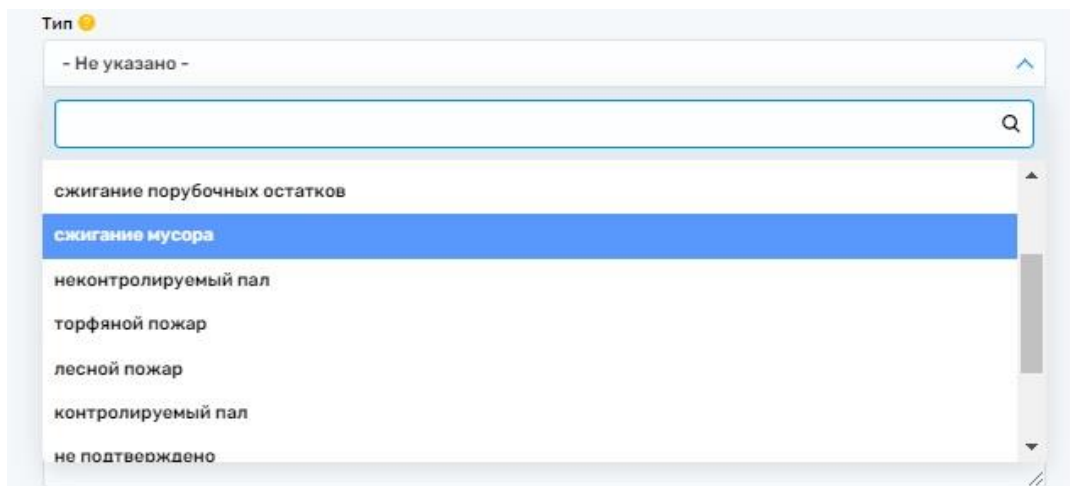 Тип
- Не указано -
сжигание порубочных остатков
сжигание мусора
неконтролируемый пал
торфяной пожар
лесной пожар
контролируемый пал
не подтверждено